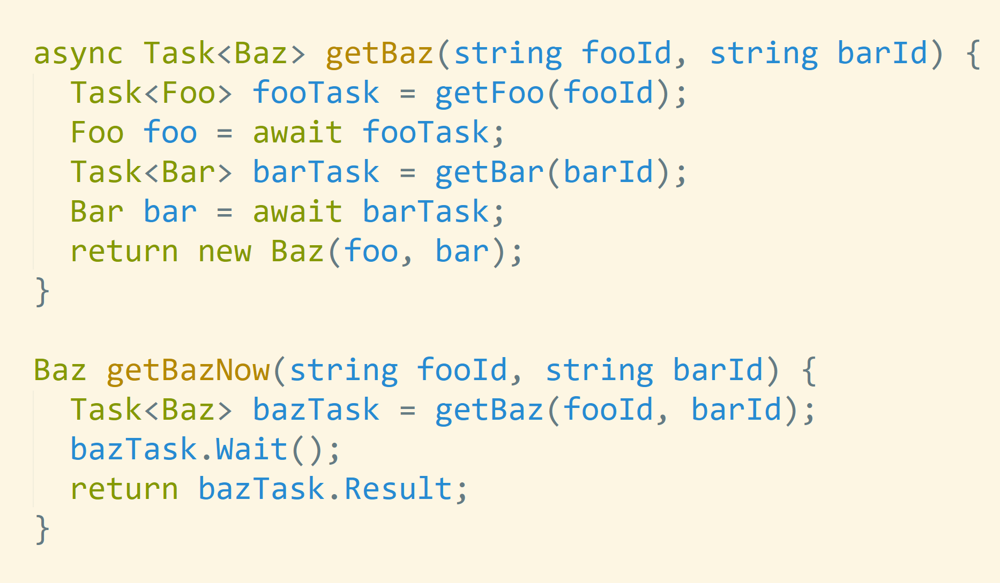 async Task<Baz> getBaz(string fooId, string barId) {
  Task<Foo> fooTask = getFoo(fooId);
  Foo foo = await fooTask;
  Task<Bar> barTask = getBar(barId);
  Bar bar = await barTask;
  return new Baz(foo, bar);
}

Baz getBazNow(string fooId, string barId) {
  Task<Baz> bazTask = getBaz(fooId, barId);
  bazTask.Wait();
  return bazTask.Result;
}